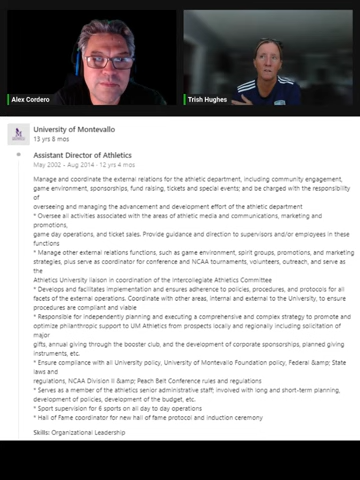 Alex Cordero
Trish Hughes
University of Montevallo
13 yrs 8 mos
Assistant Director of Athletics
May 2002 - Aug 2014 · 12 yrs 4 mos
Manage and coordinate the external relations for the athletic department, including community engagement,
game environment, sponsorships, fund raising, tickets and special events; and be charged with the responsibility
of
overseeing and managing the advancement and development effort of the athletic department
* Oversee all activities associated with the areas of athletic media and communications, marketing and
promotions,
game day operations, and ticket sales. Provide guidance and direction to supervisors and/or employees in these
functions
* Manage other external relations functions, such as game environment, spirit groups, promotions, and marketing
strategies, plus serve as coordinator for conference and NCAA tournaments, volunteers, outreach, and serve as
the
Athletics University liaison in coordination of the Intercollegiate Athletics Committee
* Develops and facilitates implementation and ensures adherence to policies, procedures, and protocols for all
facets of the external operations. Coordinate with other areas, internal and external to the University, to ensure
procedures are compliant and viable
* Responsible for independently planning and executing a comprehensive and complex strategy to promote and
optimize philanthropic support to UM Athletics from prospects locally and regionally including solicitation of
major
gifts, annual giving through the booster club, and the development of corporate sponsorships, planned giving
instruments, etc.
* Ensure compliance with all University policy, University of Montevallo Foundation policy, Federal &amp; State
laws and
regulations, NCAA Division II &amp; Peach Belt Conference rules and regulations
* Serves as a member of the athletics senior administrative staff; involved with long and short-term planning,
development of policies, development of the budget, etc.
* Sport supervision for 6 sports on all day to day operations
* Hall of Fame coordinator for new hall of fame protocol and induction ceremony
Skills: Organizational Leadership